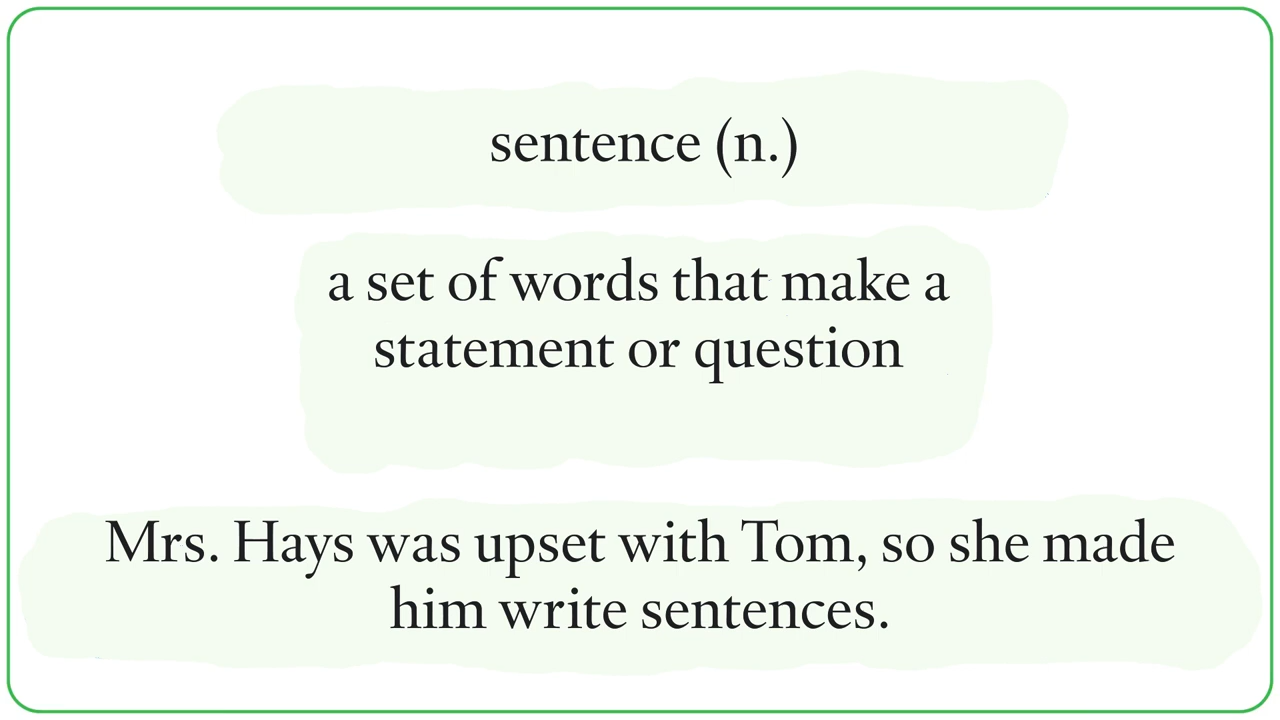 sentence (n.)
a set of words that make a
statement or question
Mrs. Hays was upset with Tom, so she made
him write sentences.